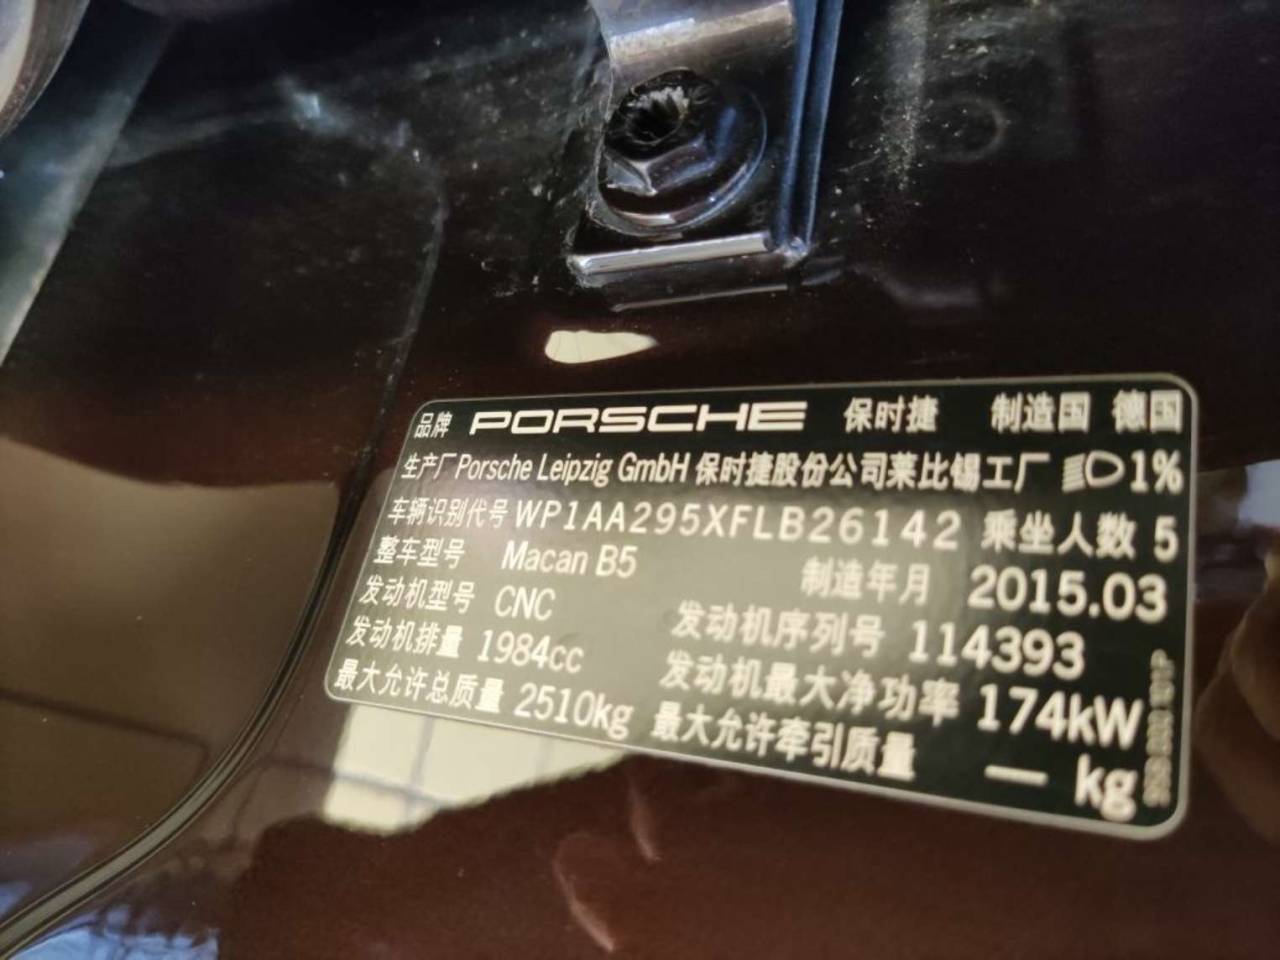 品牌 PORSCHE 保时捷 制造国 德国
生产厂 Porsche Leipzig GmbH 保时捷股份公司莱比锡工厂 1%
车辆识别代号 WP1AA295XFLB26142 乘坐人数 5
整车型号 Macan B5 制造年月 2015.03
发动机型号 CNC 发动机序列号 114393
发动机排量 1984cc 发动机最大净功率 174kW
最大允许总质量 2510kg 最大允许牵引质量 — kg